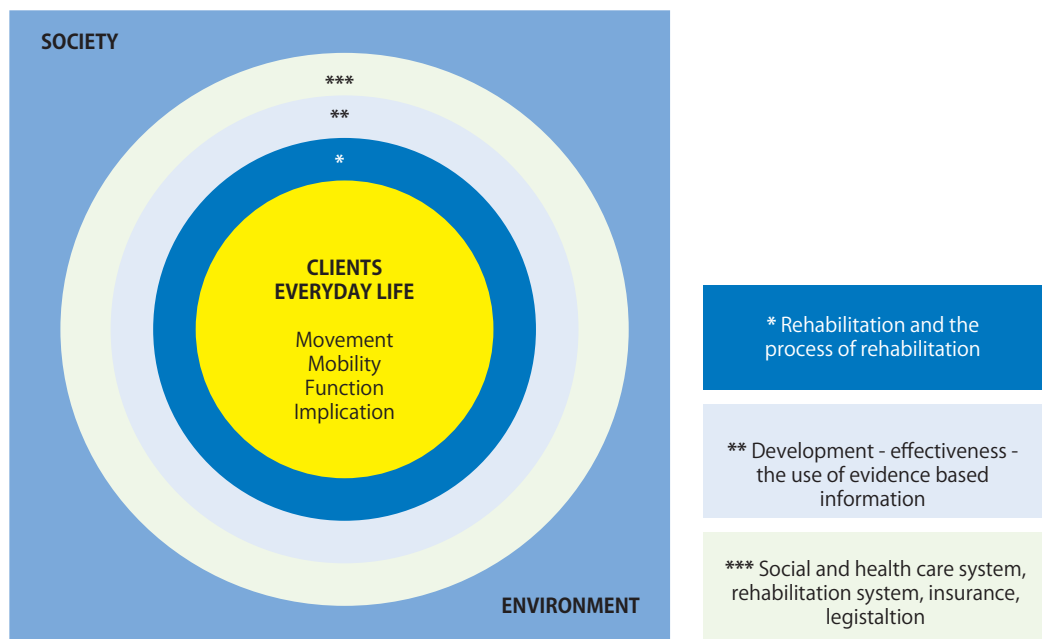 SOCIETY
***
**
*
CLIENTS
EVERYDAY LIFE
Movement
Mobility
Function
Implication
ENVIRONMENT
* Rehabilitation and the
process of rehabilitation
** Development - effectiveness -
the use of evidence based
information
*** Social and health care system,
rehabilitation system, insurance,
legistaltion